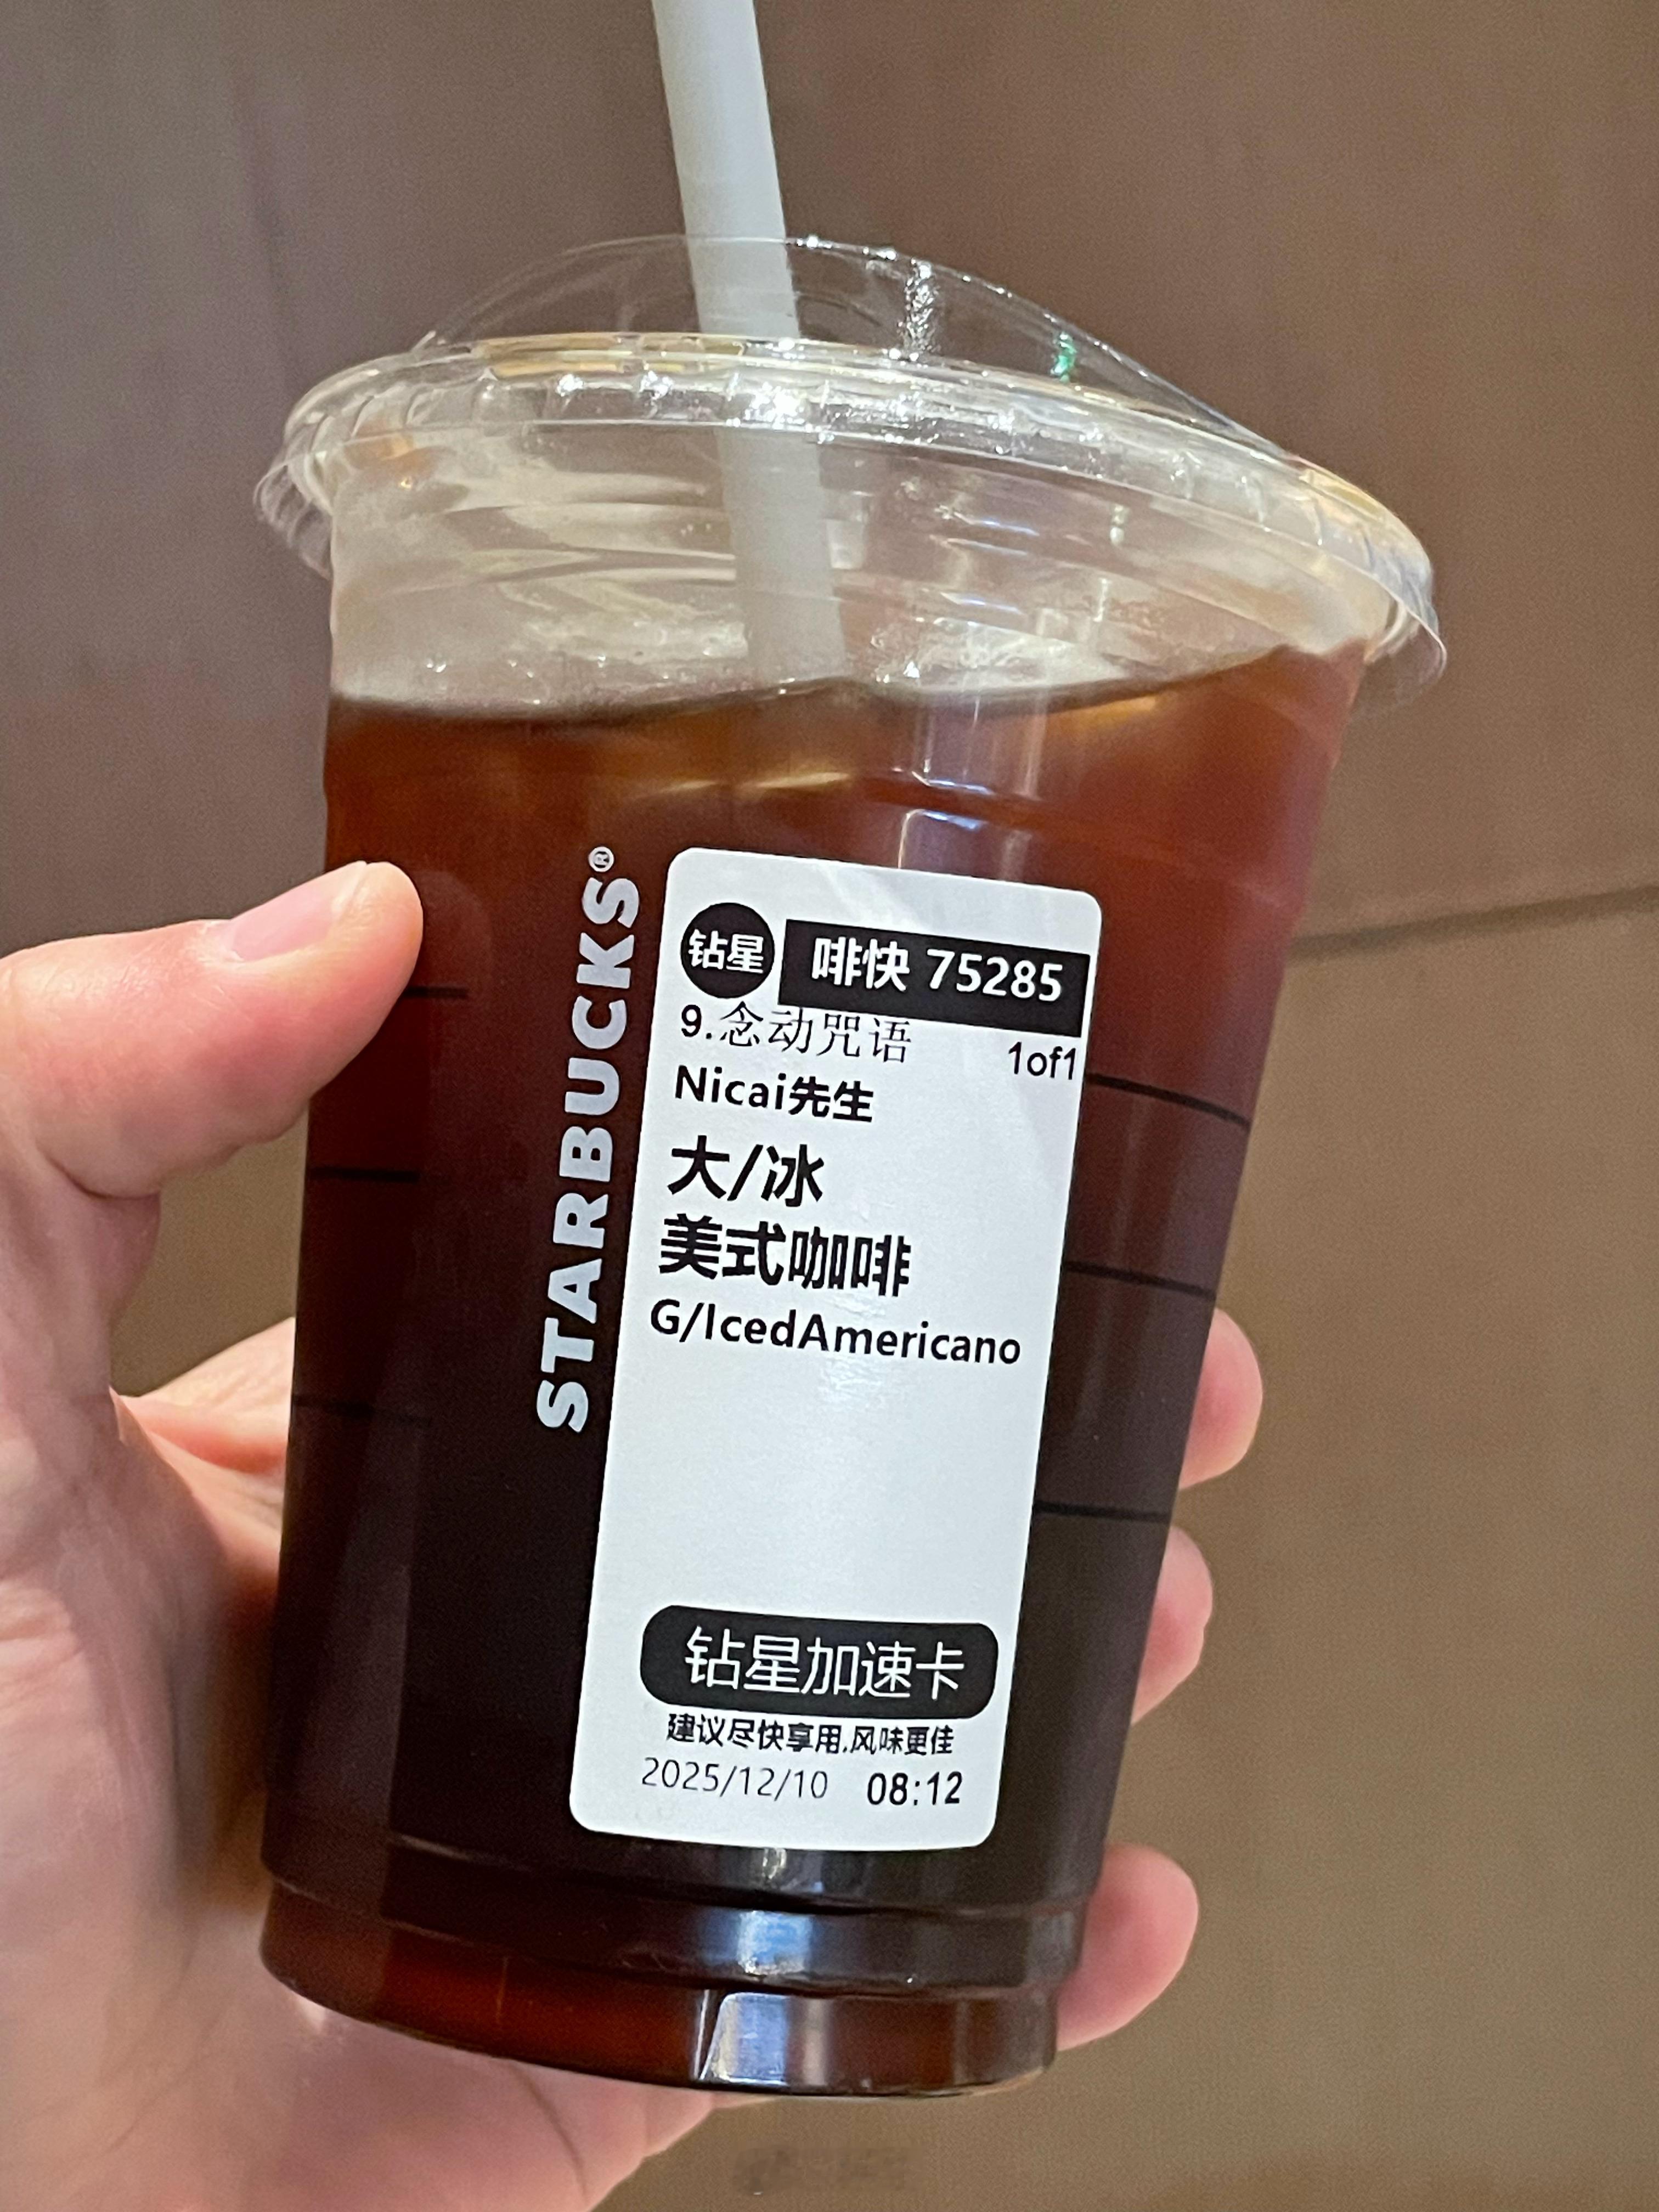 STARBUCKS®
钻星 啡快 75285
9.念动咒语 1of1
Nicai先生
大/冰
美式咖啡
G/IcedAmericano
钻星加速卡
建议尽快享用,风味更佳
2025/12/10 08:12